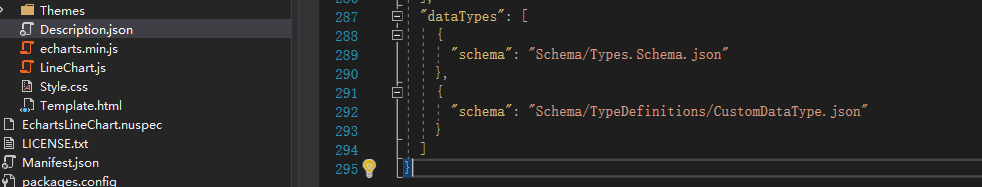 Themes
Description.json
echarts.min.js
LineChart.js
Style.css
Template.html
EchartsLineChart.nuspec
LICENSE.txt
Manifest.json
packages.config
287 "dataTypes": [
288 {
289 "schema": "Schema/Types.Schema.json"
290 },
291 {
292 "schema": "Schema/TypeDefinitions/CustomDataType.json"
293 }
294 ]
295 }